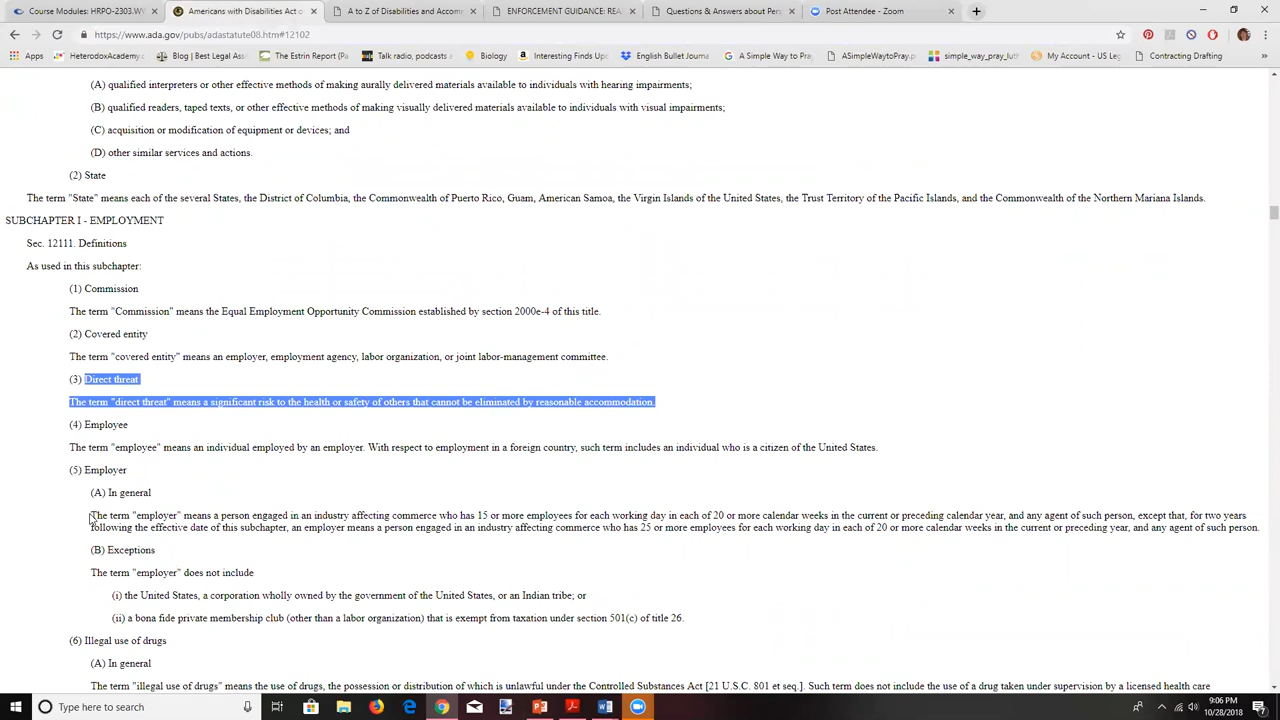 Course Modules: HRPO-2303.WV
Americans with Disabilities Act o
A to Z of Disabilities and Accomm
ENFORCEMENT GUIDANCE: REA
Questions & Answers about Perso
Post Attendee - Zoom
https://www.ada.gov/pubs/adastatute08.htm#12102
Apps
HeterodoxAcademy.or
Blog | Best Lawyers
The Estrin Report (Pa
Talk radio, podcasts a
Biology
Interesting Finds Upd
English Bullet Journa
A Simple Way to Pra
ASimpleWaytoPray.pd
simple_way_pray_luth
My Account - US Leg
Contracting Drafting
(A) qualified interpreters or other effective methods of making aurally delivered materials available to individuals with hearing impairments;
(B) qualified readers, taped texts, or other effective methods of making visually delivered materials available to individuals with visual impairments;
(C) acquisition or modification of equipment or devices; and
(D) other similar services and actions.
(2) State
The term "State" means each of the several States, the District of Columbia, the Commonwealth of Puerto Rico, Guam, American Samoa, the Virgin Islands of the United States, the Trust Territory of the Pacific Islands, and the Commonwealth of the Northern Mariana Islands.
SUBCHAPTER I - EMPLOYMENT
Sec. 12111. Definitions
As used in this subchapter:
(1) Commission
The term "Commission" means the Equal Employment Opportunity Commission established by section 2000e-4 of this title.
(2) Covered entity
The term "covered entity" means an employer, employment agency, labor organization, or joint labor-management committee.
(3) Direct threat
The term "direct threat" means a significant risk to the health or safety of others that cannot be eliminated by reasonable accommodation.
(4) Employee
The term "employee" means an individual employed by an employer. With respect to employment in a foreign country, such term includes an individual who is a citizen of the United States.
(5) Employer
(A) In general
The term "employer" means a person engaged in an industry affecting commerce who has 15 or more employees for each working day in each of 20 or more calendar weeks in the current or preceding calendar year, and any agent of such person, except that, for two years
following the effective date of this subchapter, an employer means a person engaged in an industry affecting commerce who has 25 or more employees for each working day in each of 20 or more calendar weeks in the current or preceding year, and any agent of such person.
(B) Exceptions
The term "employer" does not include
(i) the United States, a corporation wholly owned by the government of the United States, or an Indian tribe; or
(ii) a bona fide private membership club (other than a labor organization) that is exempt from taxation under section 501(c) of title 26.
(6) Illegal use of drugs
(A) In general
The term "illegal use of drugs" means the use of drugs, the possession or distribution of which is unlawful under the Controlled Substances Act [21 U.S.C. 801 et seq.]. Such term does not include the use of a drug taken under supervision by a licensed health care
Type here to search
9:06 PM
10/28/2018